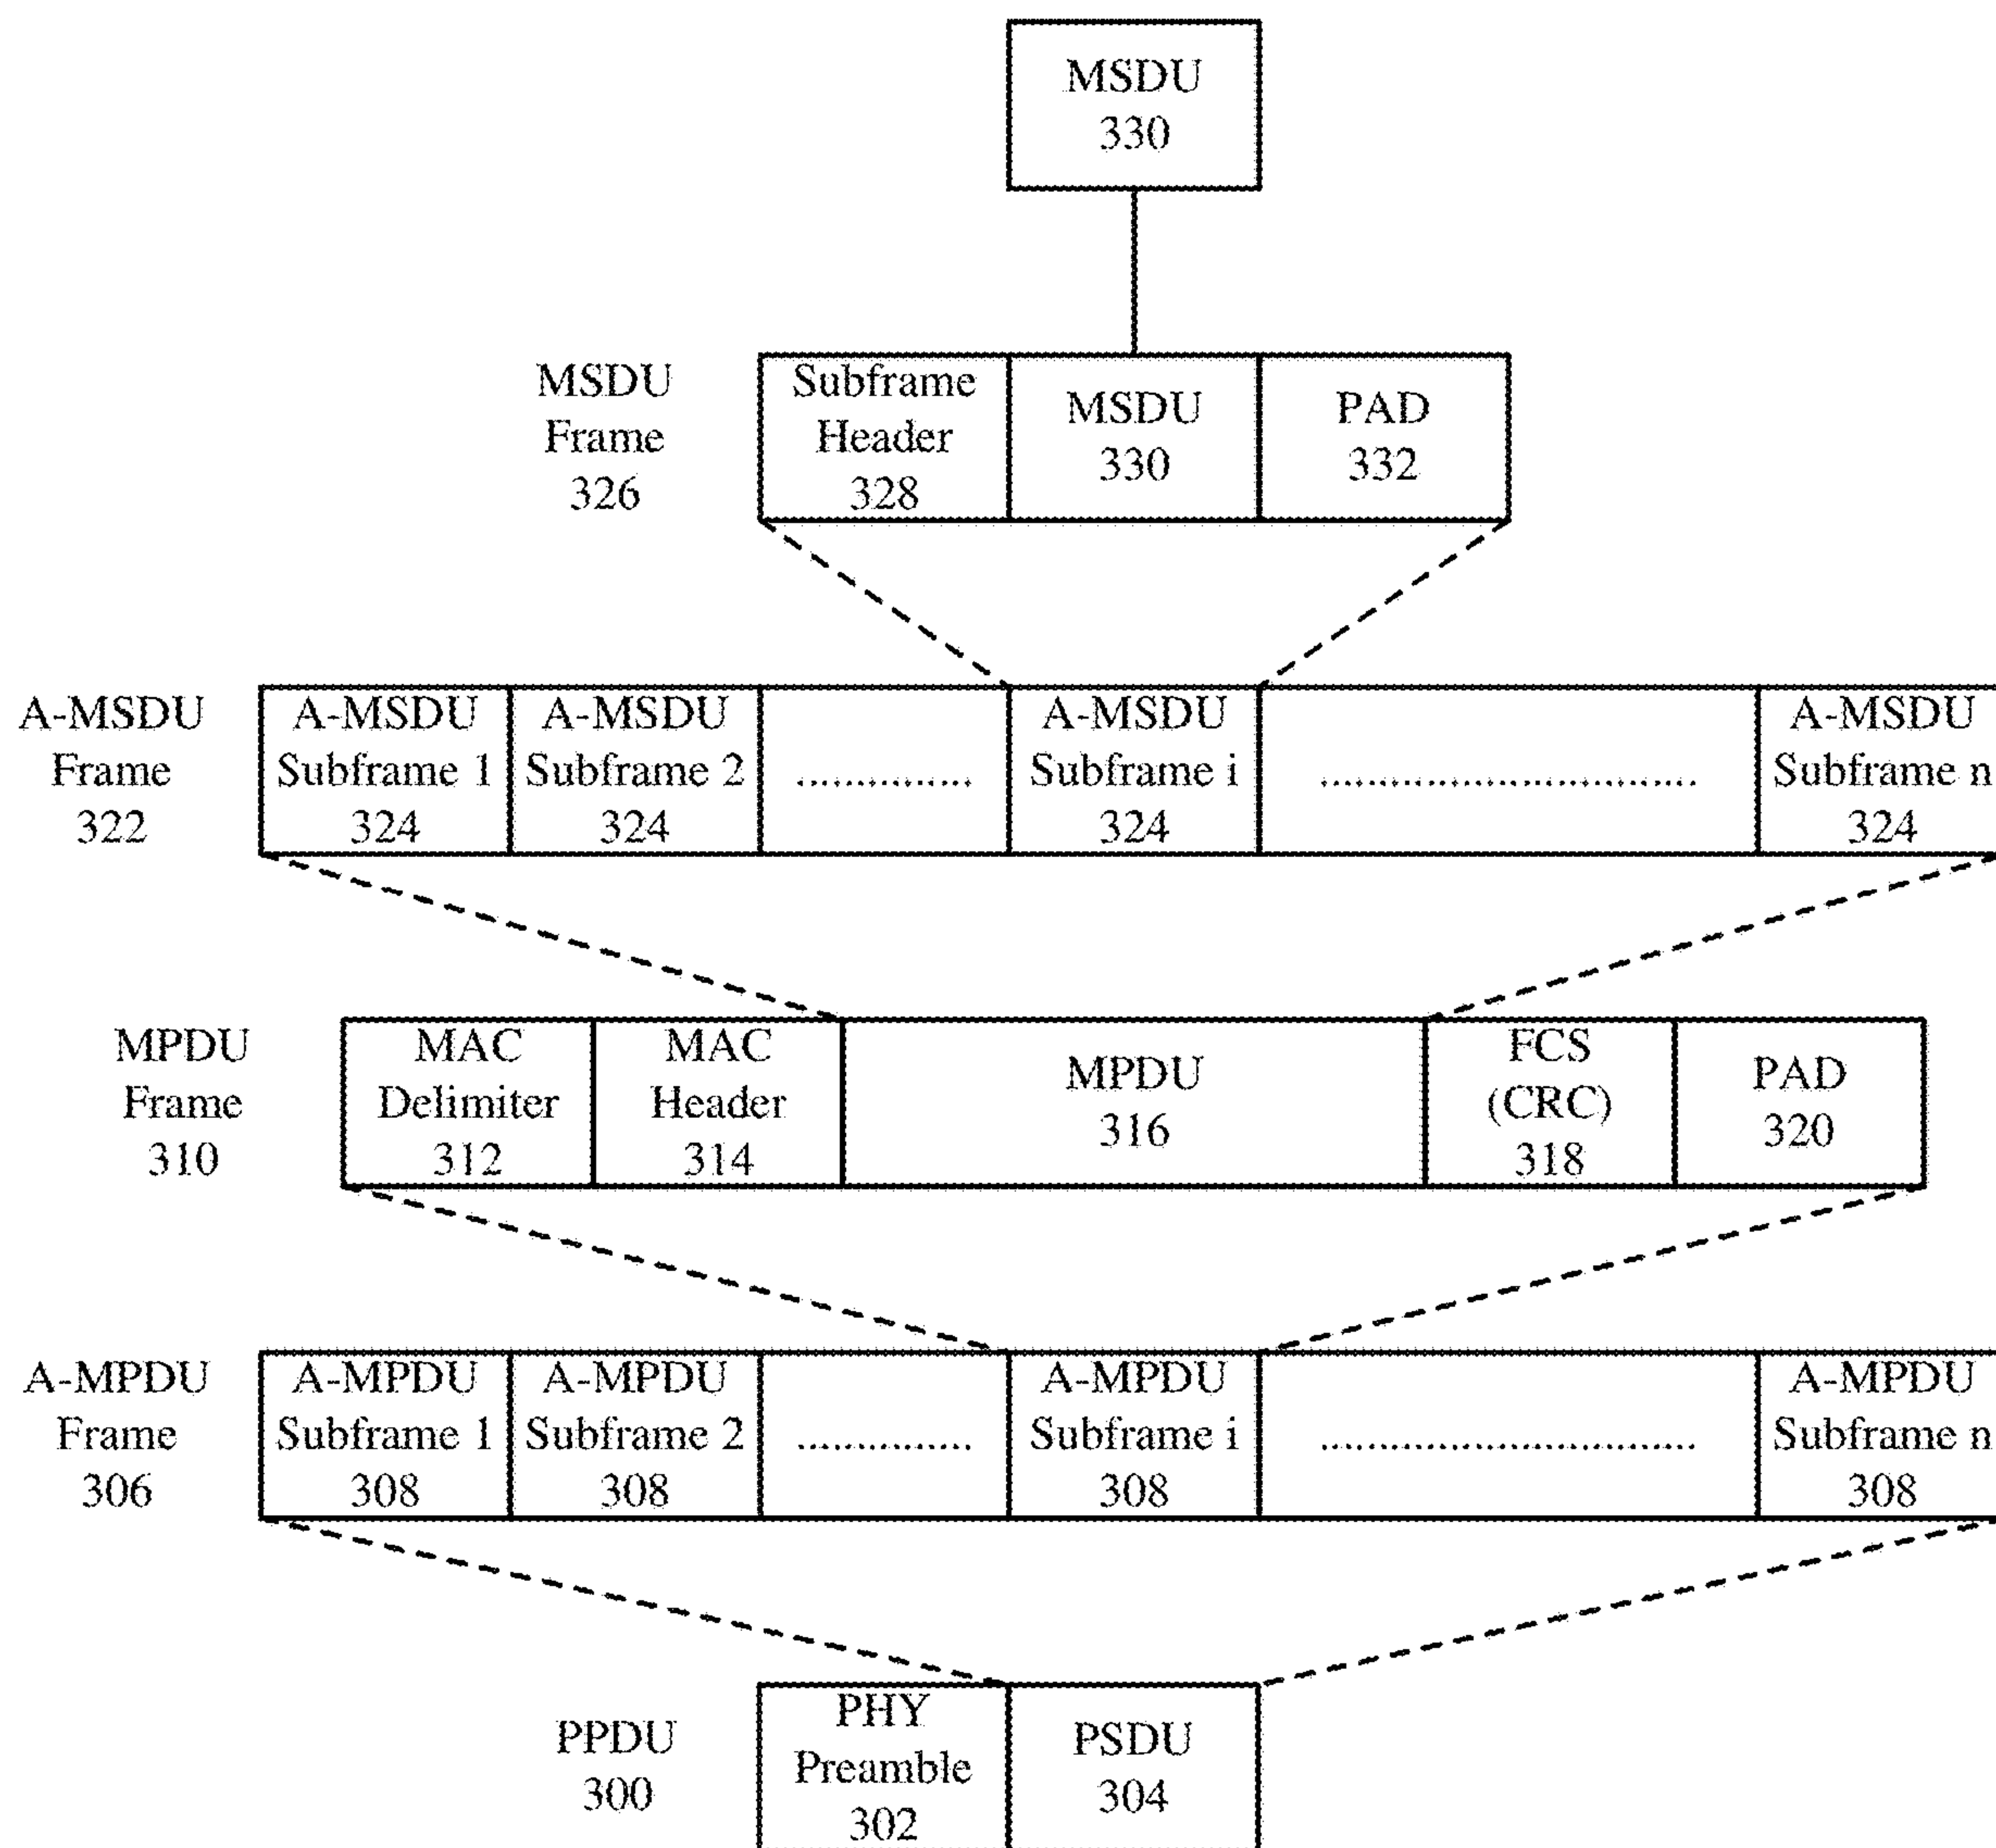 MSDU
330
MSDU
Frame
326
Subframe
Header
328
MSDU
330
PAD
332
A-MSDU
Frame
322
A-MSDU
Subframe 1
324
A-MSDU
Subframe 2
324
...............
A-MSDU
Subframe i
324
................................
A-MSDU
Subframe n
324
MPDU
Frame
310
MAC
Delimiter
312
MAC
Header
314
MPDU
316
FCS
(CRC)
318
PAD
320
A-MPDU
Frame
306
A-MPDU
Subframe 1
308
A-MPDU
Subframe 2
308
...............
A-MPDU
Subframe i
308
................................
A-MPDU
Subframe n
308
PPDU
300
PHY
Preamble
302
PSDU
304